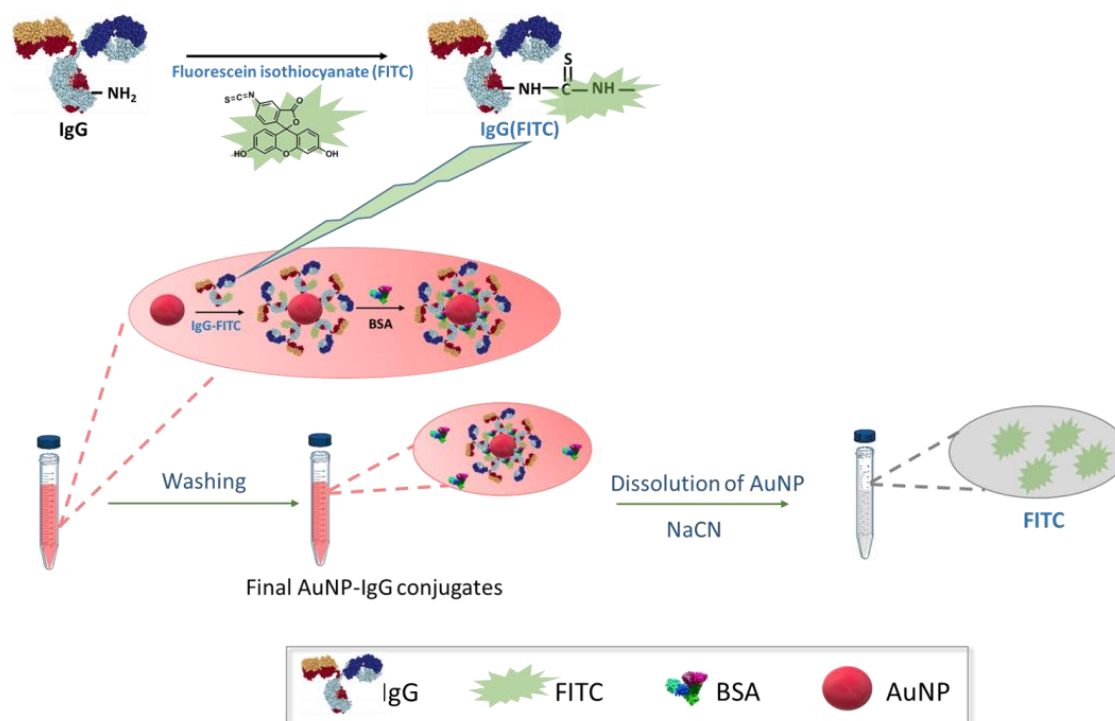 NH₂
IgG
Fluorescein isothiocyanate (FITC)
S=C=N
O
O
HO
O
OH
S
NH
C
NH
IgG(FITC)
IgG-FITC
BSA
Washing
Final AuNP-IgG conjugates
Dissolution of AuNP
NaCN
FITC
IgG
FITC
BSA
AuNP